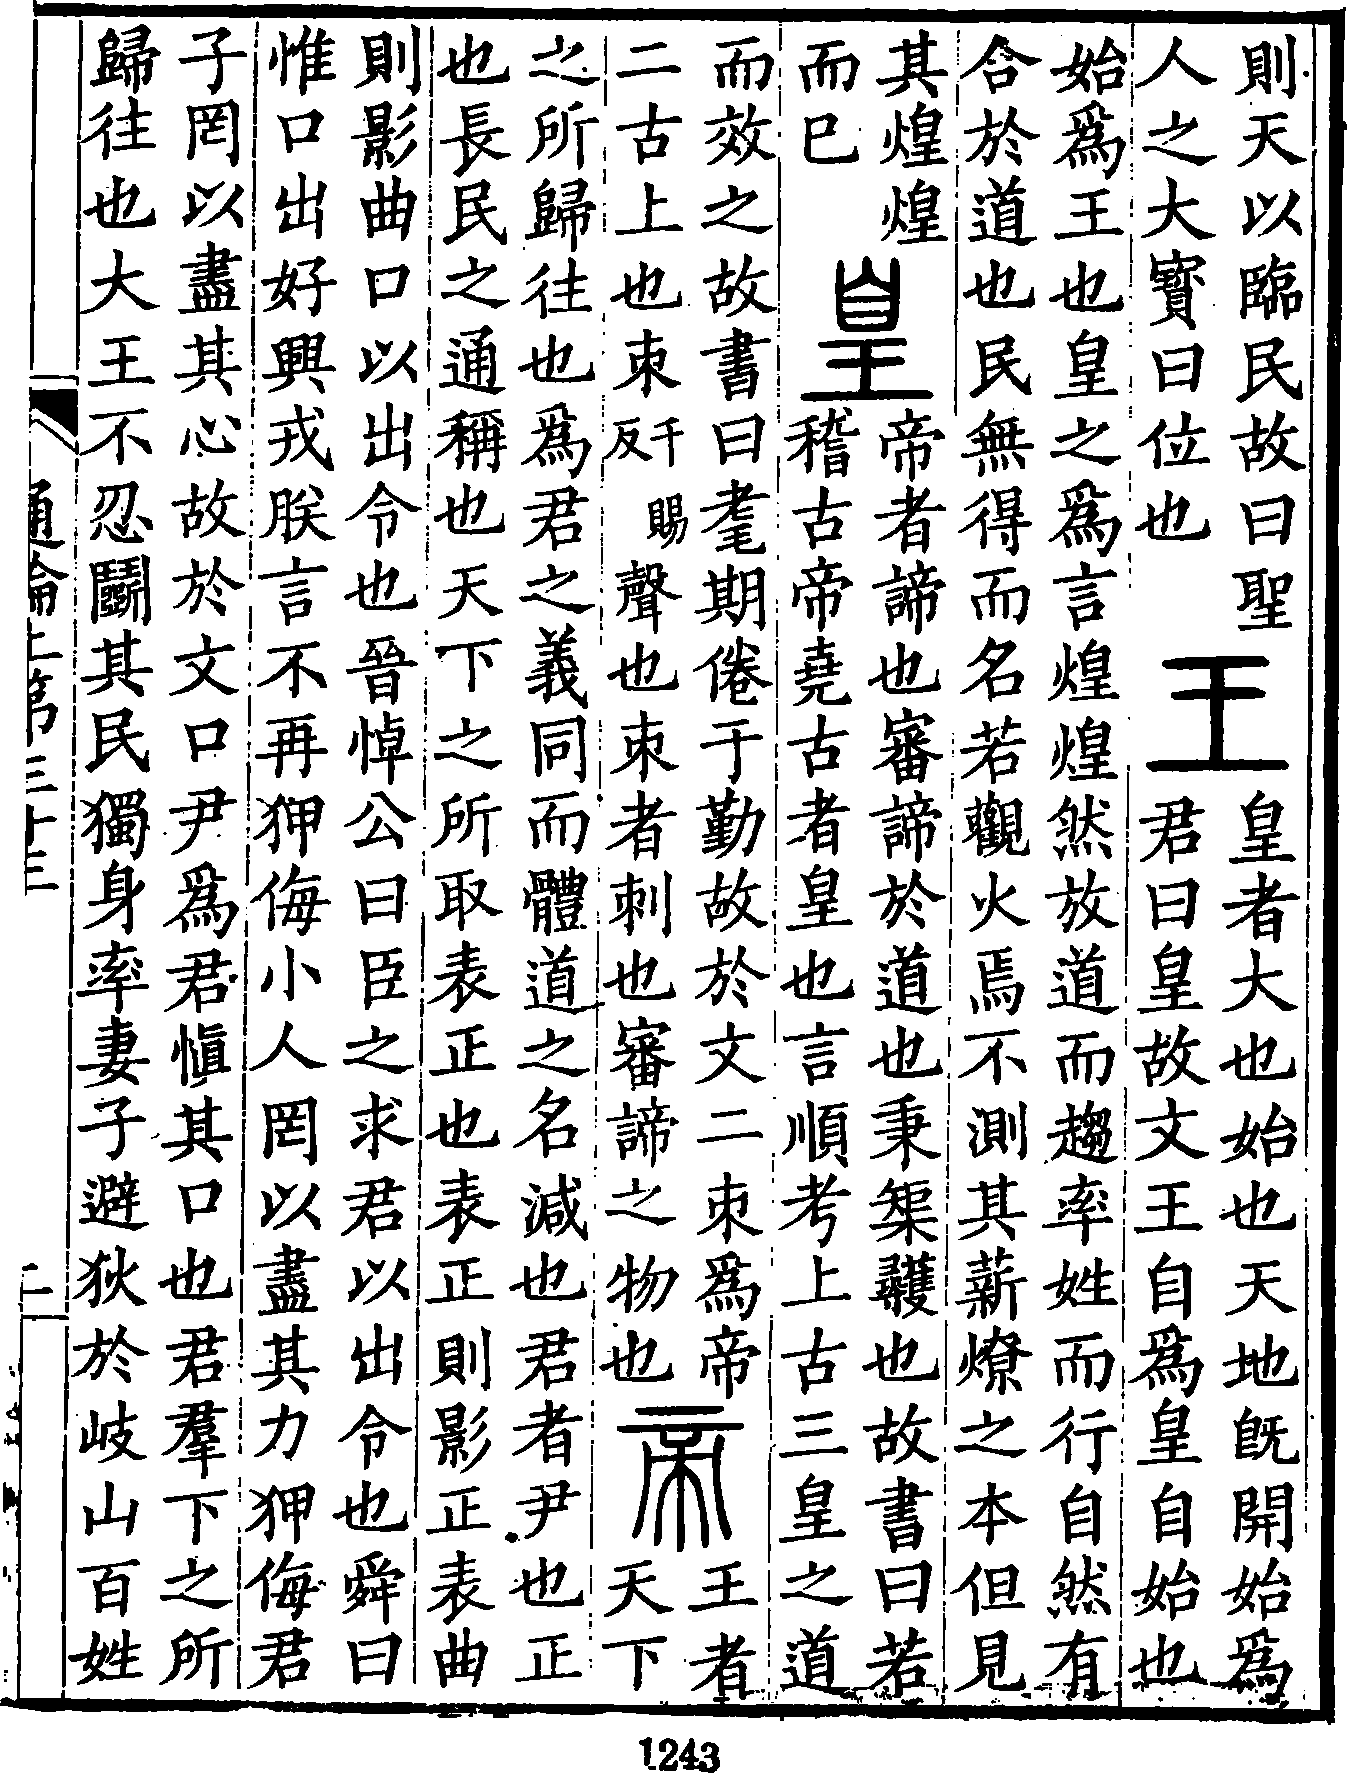 則天以臨民故曰聖
人之大寶曰位也
王
皇者大也始也天地旣開始爲
君曰皇故文王自爲皇自始也
始爲王也皇之爲言煌煌然放道而趨率姓而行自然有
合於道也民無得而名若觀火焉不測其薪燎之本但見
其煌煌
而已
皇
帝者諦也審諦於道也秉榘矱也故書曰若
稽古帝堯古者皇也言順考上古三皇之道
而效之故書曰耄期倦于勤故於文二朿爲帝
二古上也朿千賜反聲也朿者刺也審諦之物也
帝
王者
天下
之所歸往也爲君之義同而體道之名減也君者尹也正
也長民之通稱也天下之所取表正也表正則影正表曲
則影曲口以出令也晉悼公曰臣之求君以出令也舜曰
惟口出好興戎朕言不再狎侮小人罔以盡其力狎侮君
子罔以盡其心故於文口尹爲君愼其口也君羣下之所
歸往也大王不忍鬭其民獨身率妻子避狄於岐山百姓
通論上第三十三
二
1243